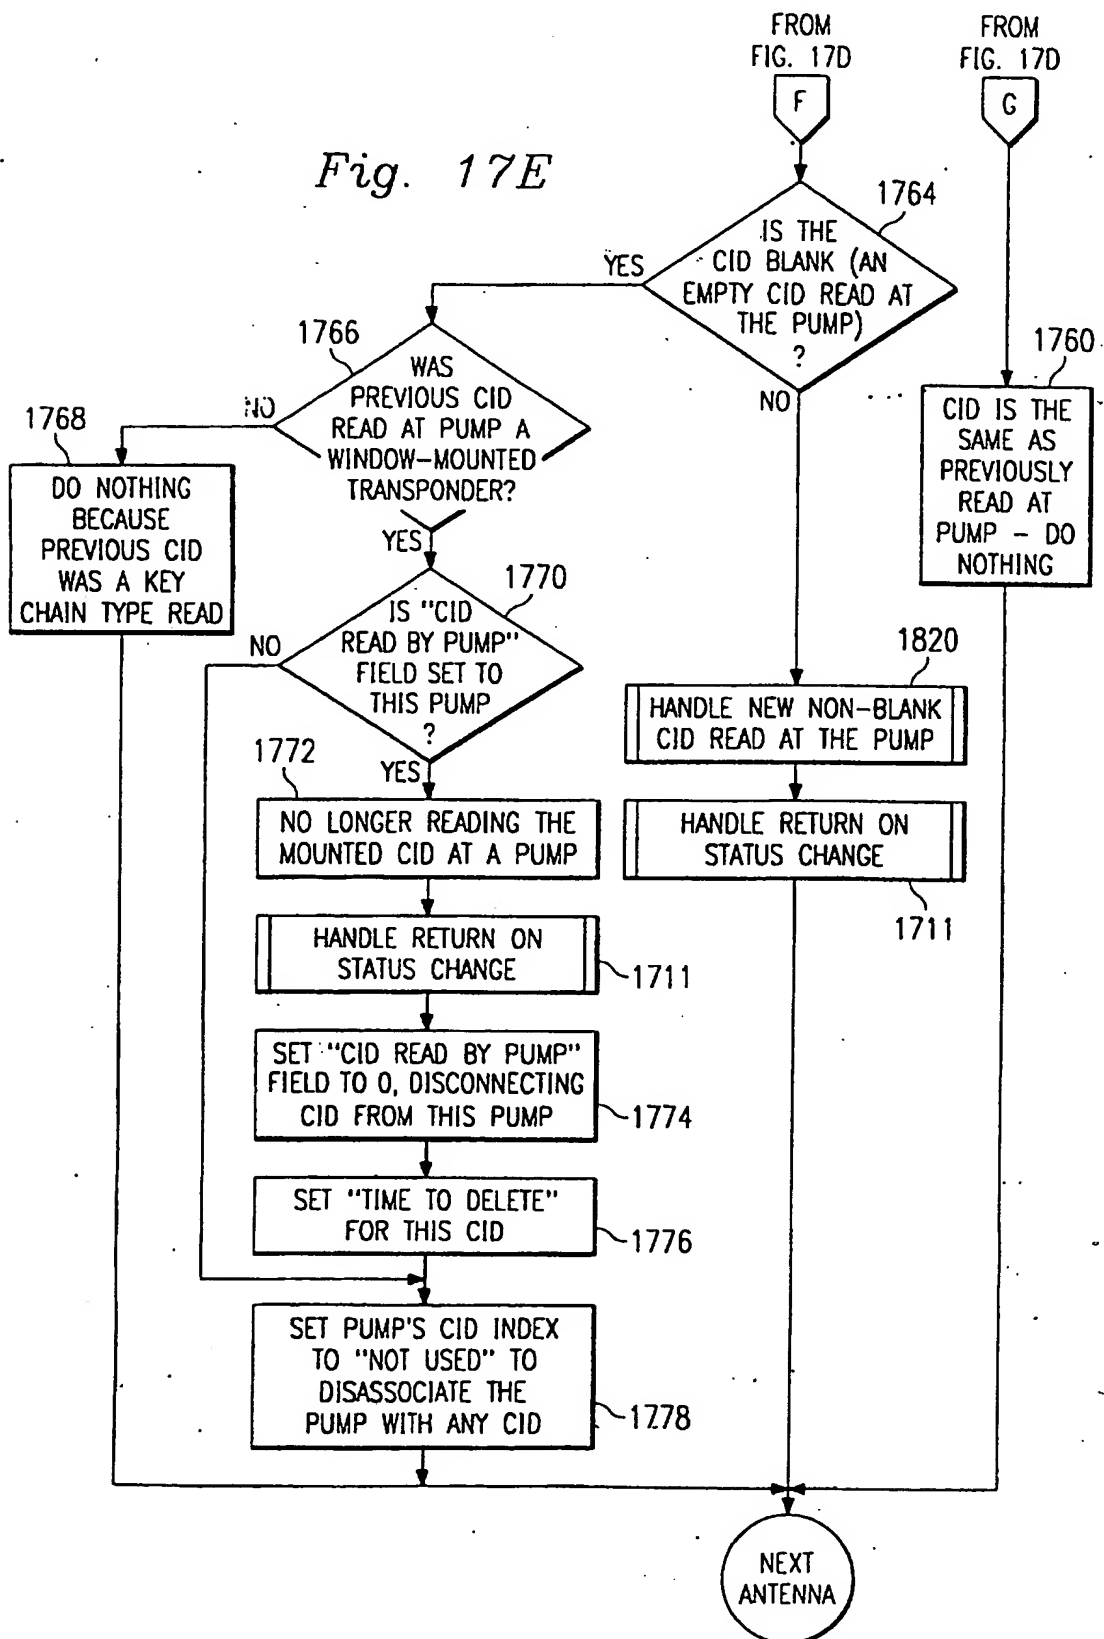 FROM
FIG. 17D
F
FROM
FIG. 17D
G
Fig. 17E
1764
IS THE
CID BLANK (AN
EMPTY CID READ AT
THE PUMP)
?
YES
NO
1766
WAS
PREVIOUS CID
READ AT PUMP A
WINDOW-MOUNTED
TRANSPONDER?
NO
YES
1768
DO NOTHING
BECAUSE
PREVIOUS CID
WAS A KEY
CHAIN TYPE READ
1760
CID IS THE
SAME AS
PREVIOUSLY
READ AT
PUMP - DO
NOTHING
1770
IS "CID
READ BY PUMP"
FIELD SET TO
THIS PUMP
?
NO
YES
1820
HANDLE NEW NON-BLANK
CID READ AT THE PUMP
HANDLE RETURN ON
STATUS CHANGE
1711
1772
NO LONGER READING THE
MOUNTED CID AT A PUMP
HANDLE RETURN ON
STATUS CHANGE
1711
SET "CID READ BY PUMP"
FIELD TO 0, DISCONNECTING
CID FROM THIS PUMP
1774
SET "TIME TO DELETE"
FOR THIS CID
1776
SET PUMP'S CID INDEX
TO "NOT USED" TO
DISASSOCIATE THE
PUMP WITH ANY CID
1778
NEXT
ANTENNA